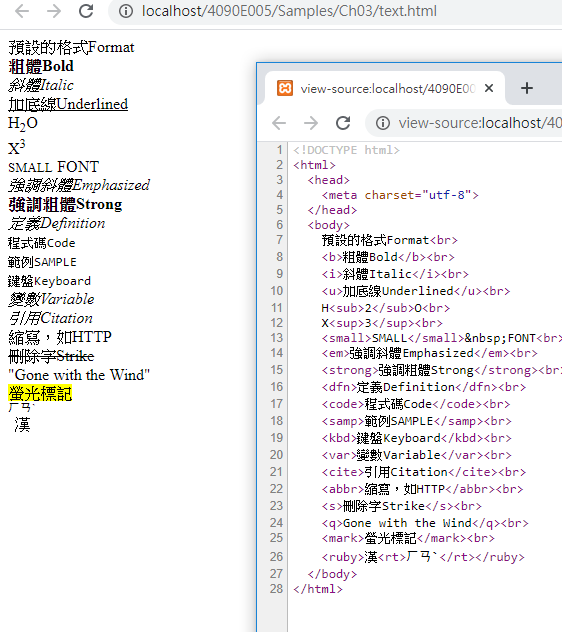 localhost/4090E005/Samples/Ch03/text.html
預設的格式Format
粗體Bold
斜體Italic
加底線Underlined
H2O
X3
SMALL FONT
強調斜體Emphasized
強調粗體Strong
定義Definition
程式碼Code
範例SAMPLE
鍵盤Keyboard
變數Variable
引用Citation
縮寫，如HTTP
刪除字Strike
"Gone with the Wind"
螢光標記
ㄏㄢˋ
漢
view-source:localhost/4090E00
view-source:localhost/40
1 <!DOCTYPE html>
2 <html>
3 <head>
4 <meta charset="utf-8">
5 </head>
6 <body>
7 預設的格式Format<br>
8 <b>粗體Bold</b><br>
9 <i>斜體Italic</i><br>
10 <u>加底線Underlined</u><br>
11 H<sub>2</sub>O<br>
12 X<sup>3</sup><br>
13 <small>SMALL</small>&nbsp;FONT<br>
14 <em>強調斜體Emphasized</em><br>
15 <strong>強調粗體Strong</strong><br>
16 <dfn>定義Definition</dfn><br>
17 <code>程式碼Code</code><br>
18 <samp>範例SAMPLE</samp><br>
19 <kbd>鍵盤Keyboard</kbd><br>
20 <var>變數Variable</var><br>
21 <cite>引用Citation</cite><br>
22 <abbr>縮寫，如HTTP</abbr><br>
23 <s>刪除字Strike</s><br>
24 <q>Gone with the Wind</q><br>
25 <mark>螢光標記</mark><br>
26 <ruby>漢<rt>ㄏㄢˋ</rt></ruby>
27 </body>
28 </html>